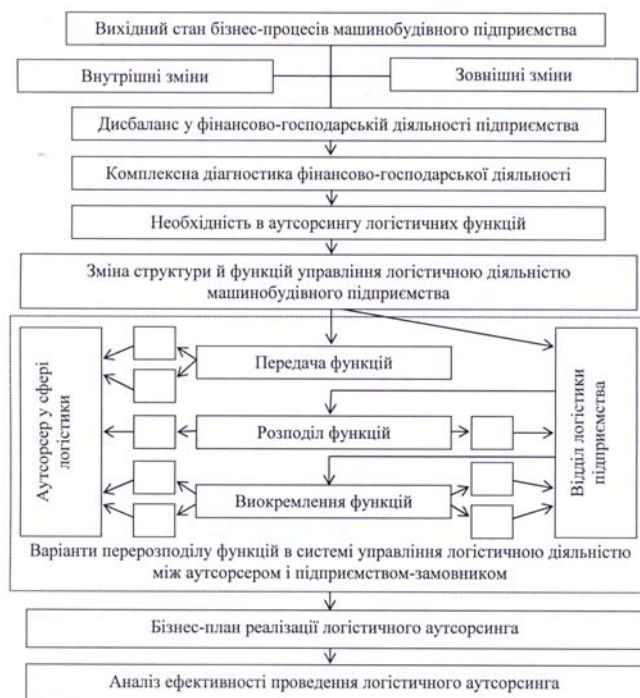 Вихідний стан бізнес-процесів машинобудівного підприємства
Внутрішні зміни
Зовнішні зміни
Дисбаланс у фінансово-господарській діяльності підприємства
Комплексна діагностика фінансово-господарської діяльності
Необхідність в аутсорсингу логістичних функцій
Зміна структури й функцій управління логістичною діяльністю
машинобудівного підприємства
Аутсорсер у сфері
логістики
Передача функцій
Розподіл функцій
Виокремлення функцій
Відділ логістики
підприємства
Варіанти перерозподілу функцій в системі управління логістичною діяльністю
між аутсорсером і підприємством-замовником
Бізнес-план реалізації логістичного аутсорсинга
Аналіз ефективності проведення логістичного аутсорсинга